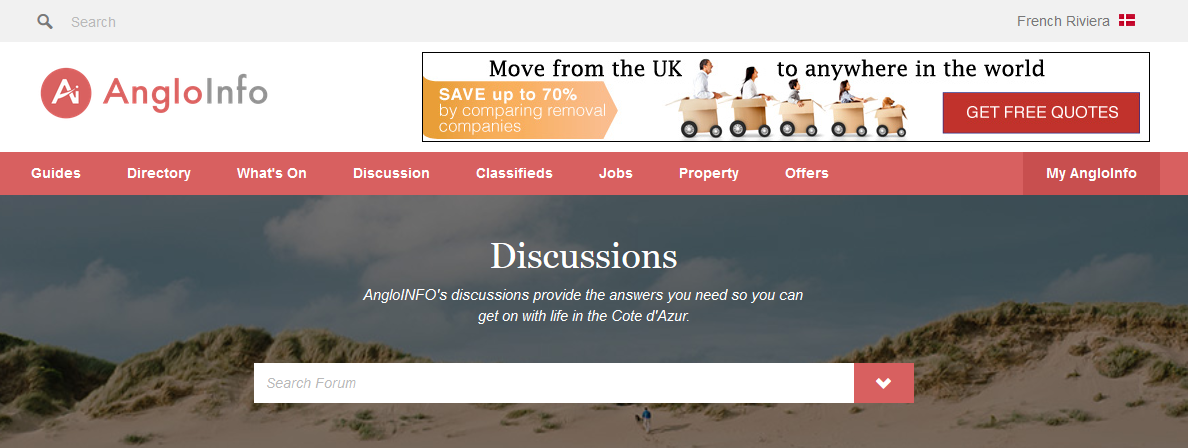 Search
French Riviera
Ai AngloInfo
Move from the UK to anywhere in the world
SAVE up to 70%
by comparing removal
companies
GET FREE QUOTES
Guides Directory What's On Discussion Classifieds Jobs Property Offers My AngloInfo
Discussions
AngloINFO's discussions provide the answers you need so you can
get on with life in the Cote d'Azur.
Search Forum